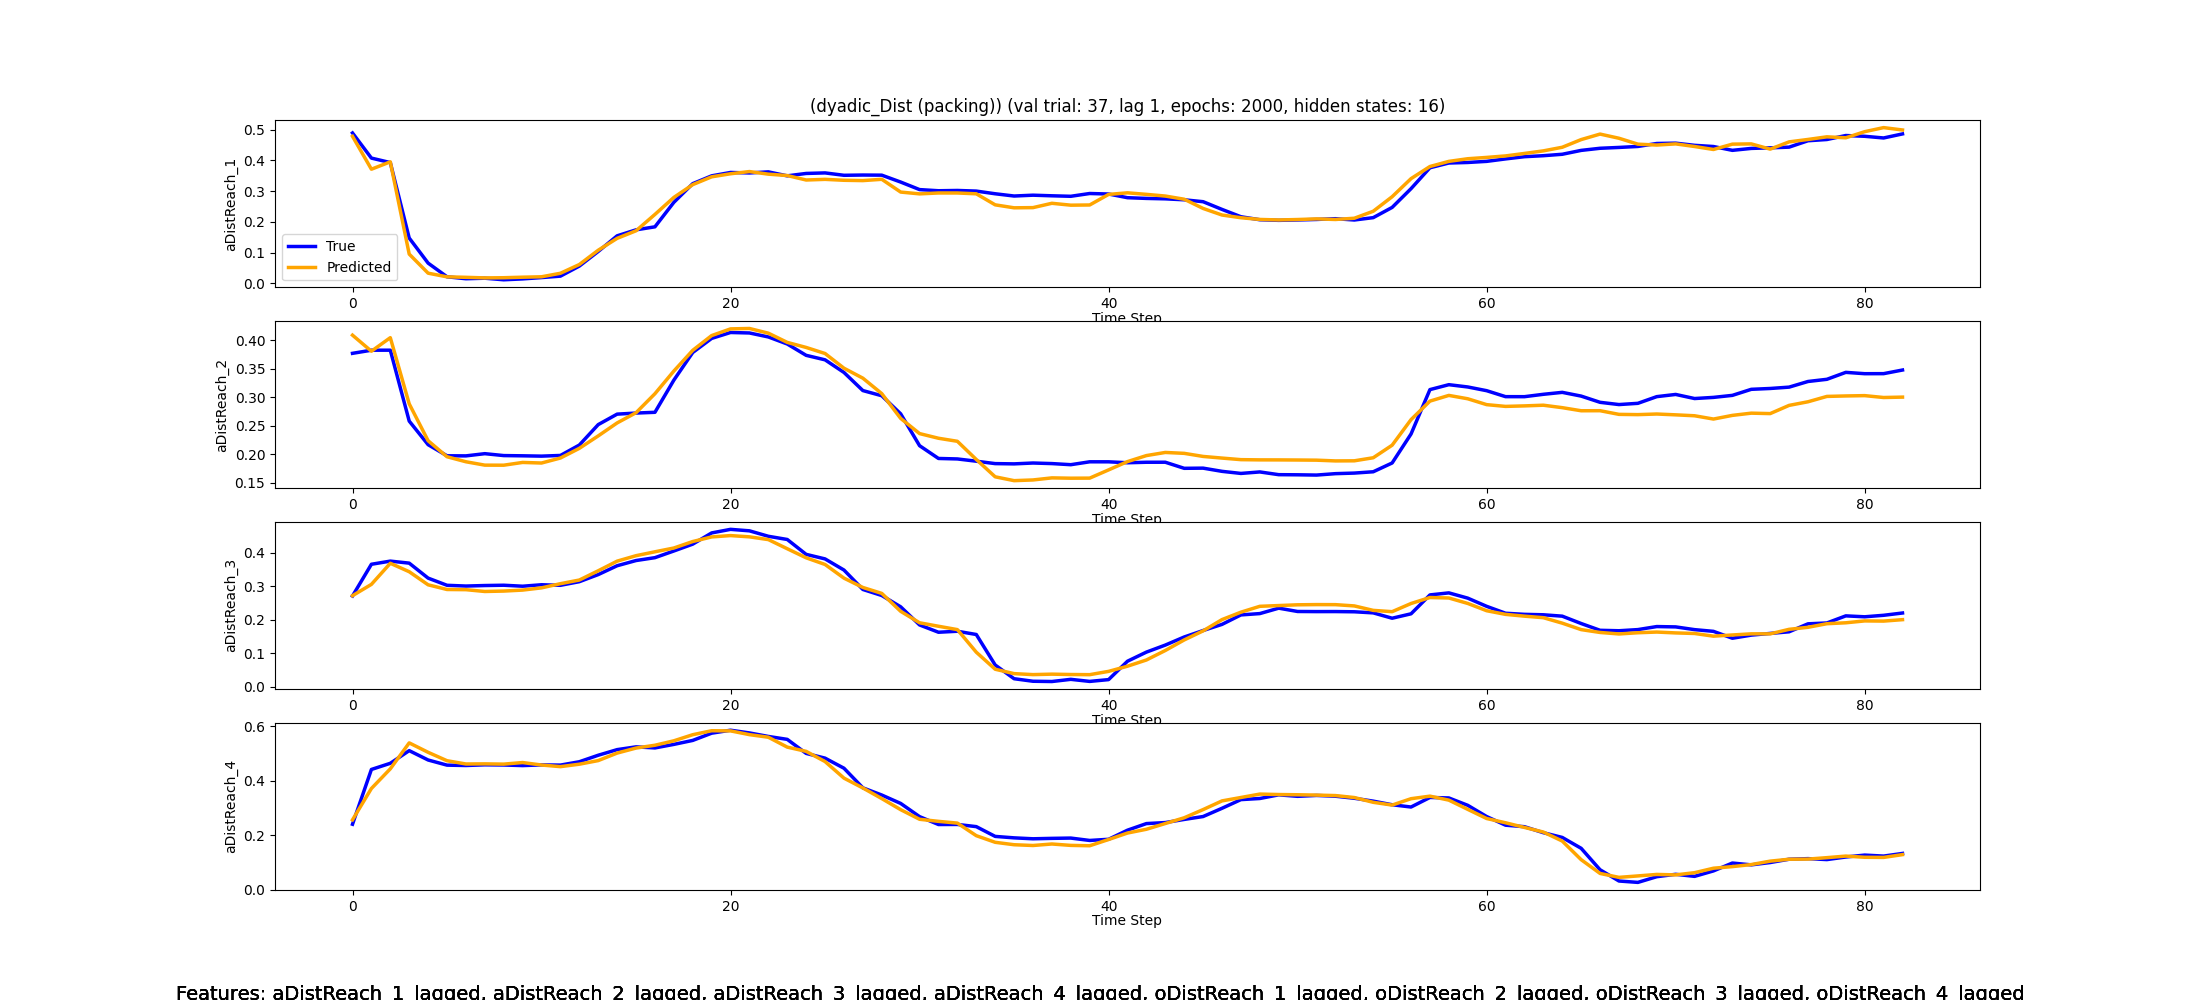 (dyadic_Dist (packing)) (val trial: 37, lag 1, epochs: 2000, hidden states: 16)
aDistReach_1
0.5
0.4
0.3
0.2
0.1
0.0
True
Predicted
0 20 40 60 80
Time Step
aDistReach_2
0.40
0.35
0.30
0.25
0.20
0.15
0 20 40 60 80
Time Step
aDistReach_3
0.4
0.3
0.2
0.1
0.0
0 20 40 60 80
Time Step
aDistReach_4
0.6
0.4
0.2
0.0
0 20 40 60 80
Time Step
Features: aDistReach_1_lagged, aDistReach_2_lagged, aDistReach_3_lagged, aDistReach_4_lagged, oDistReach_1_lagged, oDistReach_2_lagged, oDistReach_3_lagged, oDistReach_4_lagged